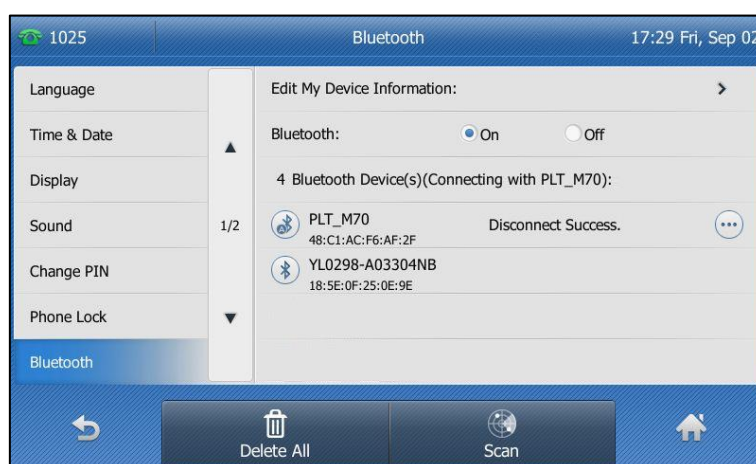 1025 Bluetooth 17:29 Fri, Sep 02
Language
Time & Date
Display
Sound
Change PIN
Phone Lock
Bluetooth
1/2
Edit My Device Information:
Bluetooth: On Off
4 Bluetooth Device(s)(Connecting with PLT_M70):
PLT_M70 Disconnect Success.
48:C1:AC:F6:AF:2F
YL0298-A03304NB
18:5E:0F:25:0E:9E
Delete All Scan